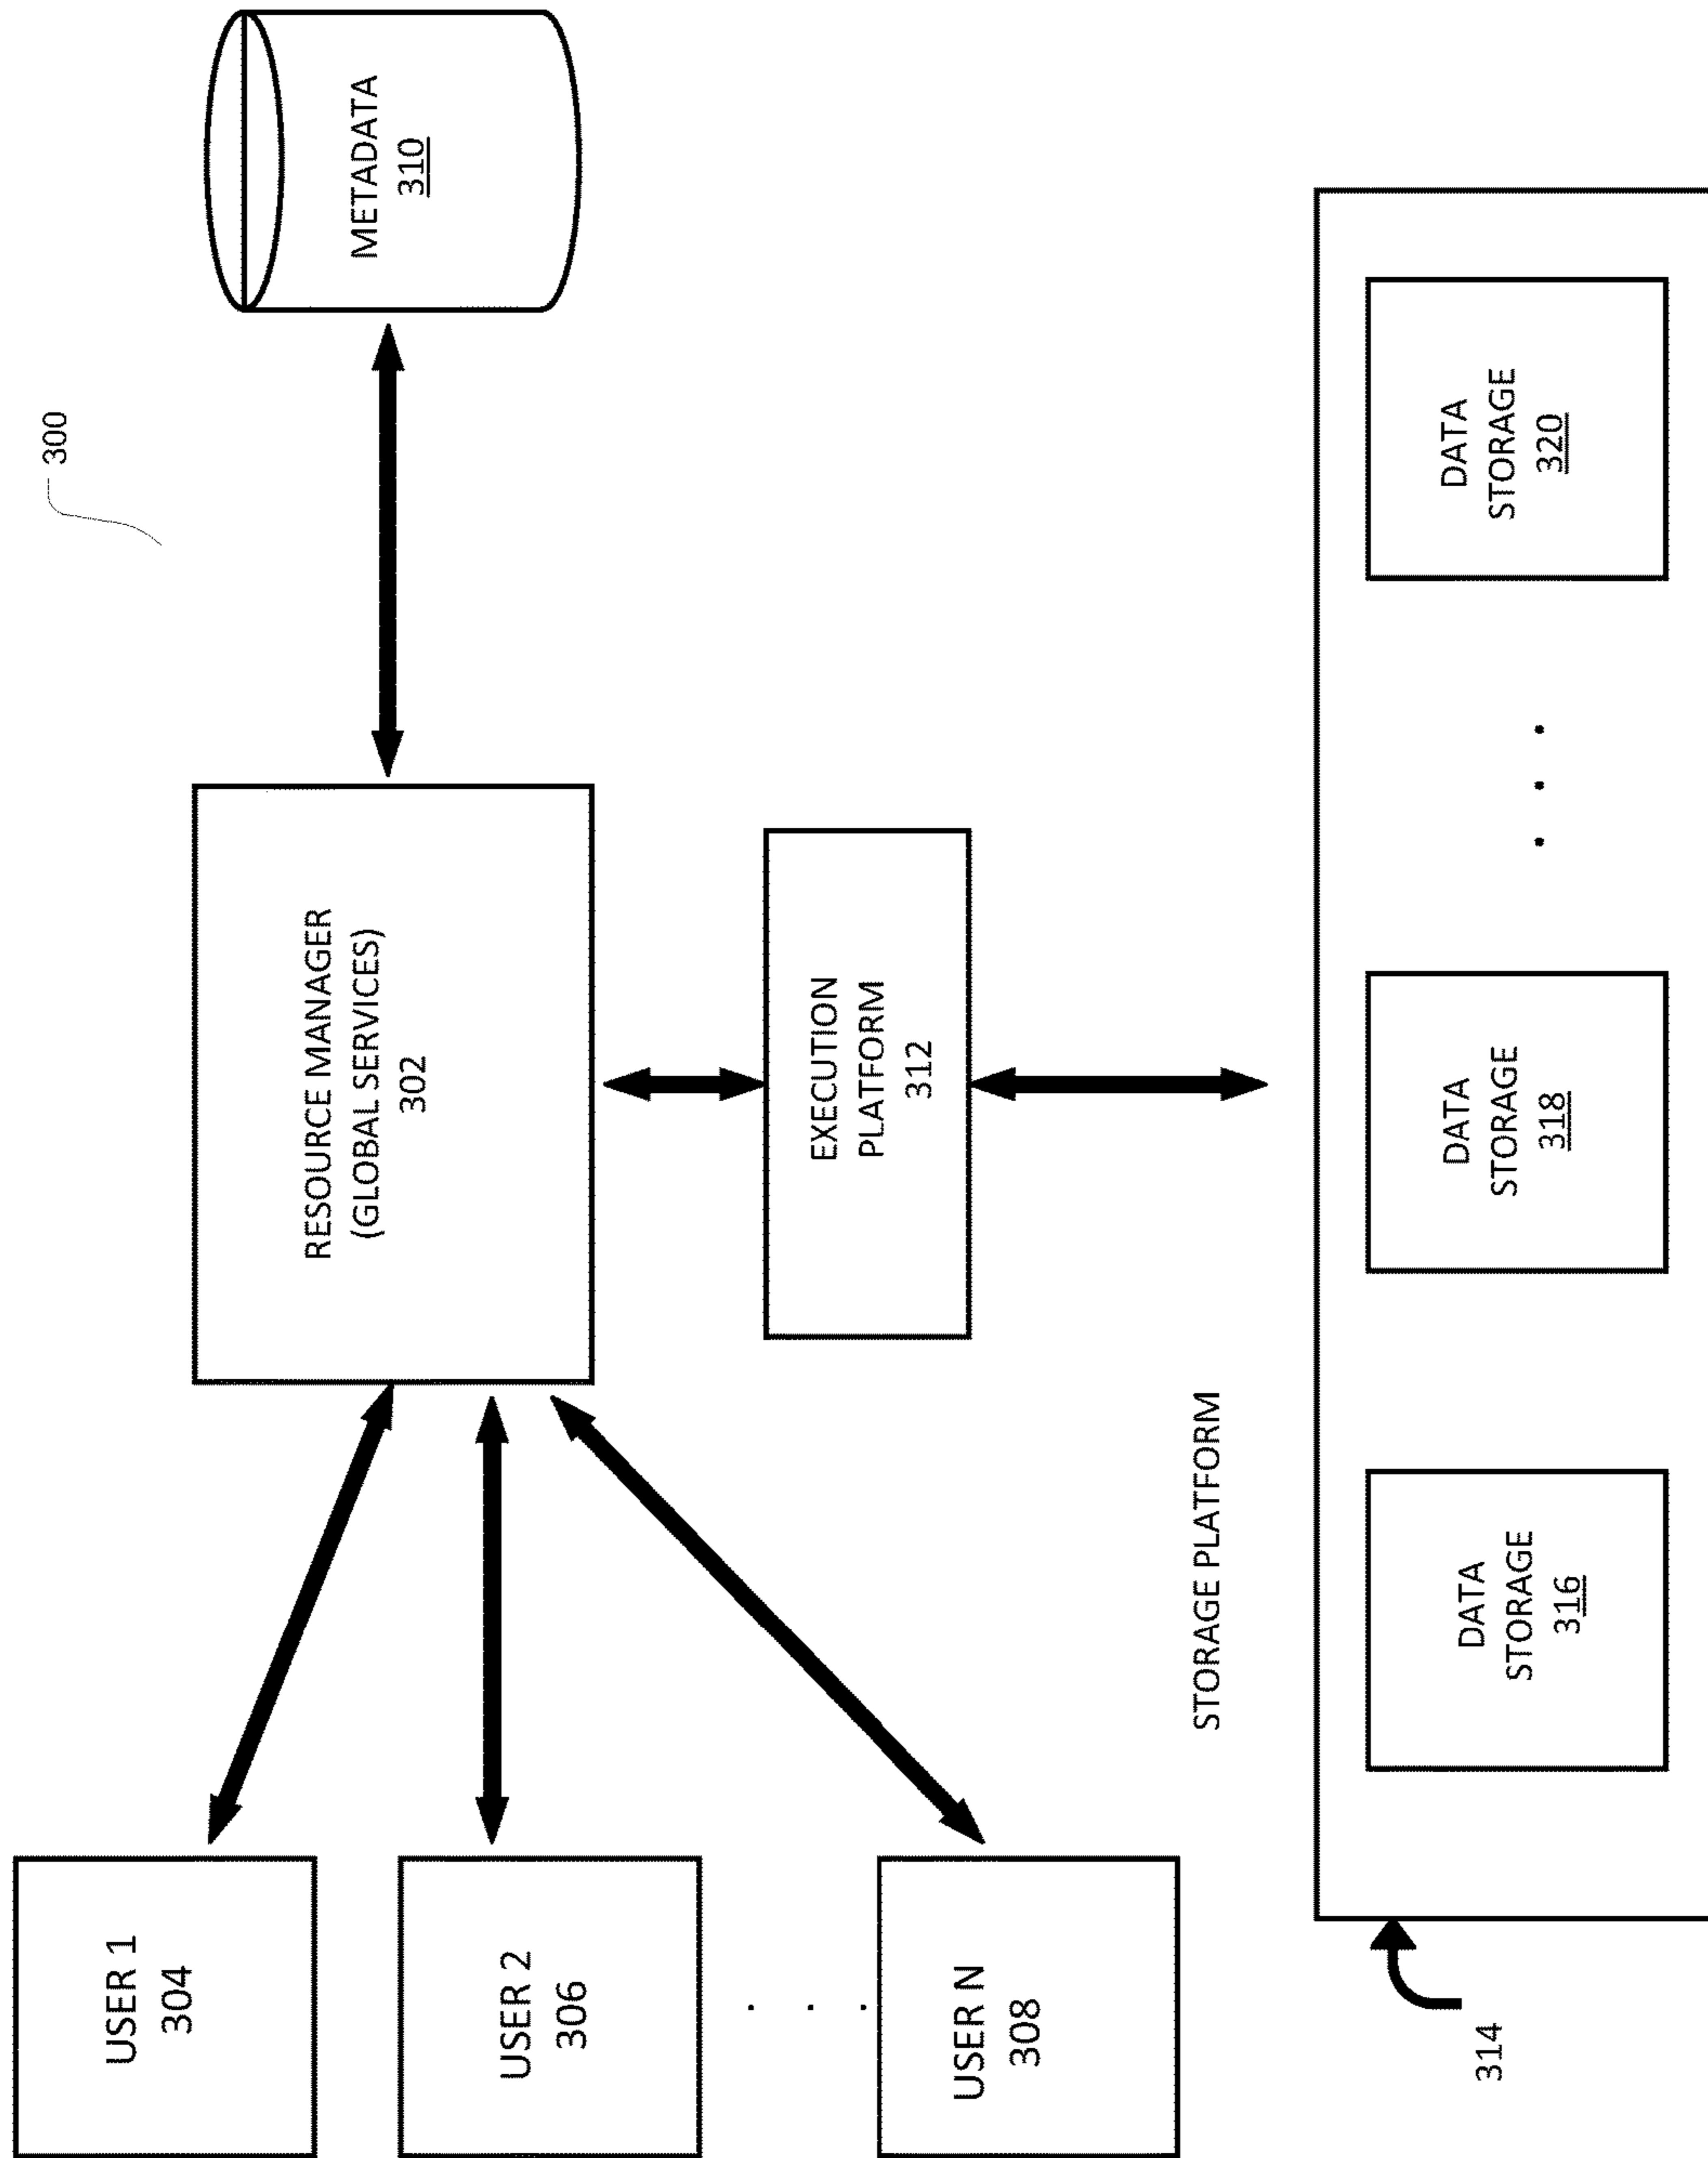 300
USER 1
304
USER 2
306
. . .
USER N
308
RESOURCE MANAGER
(GLOBAL SERVICES)
302
METADATA
310
EXECUTION
PLATFORM
312
STORAGE PLATFORM
314
DATA
STORAGE
316
DATA
STORAGE
318
. . .
DATA
STORAGE
320